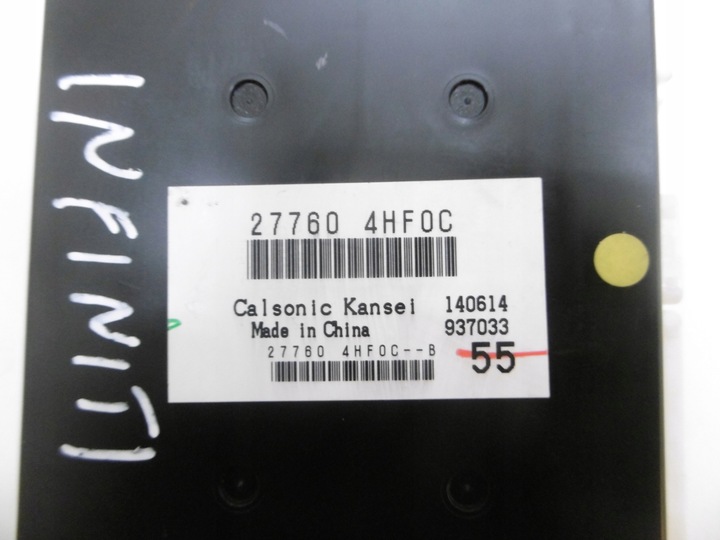 INFINITI
27760 4HF0C
Calsonic Kansei 140614
Made in China 937033
27760 4HF0C--B 55